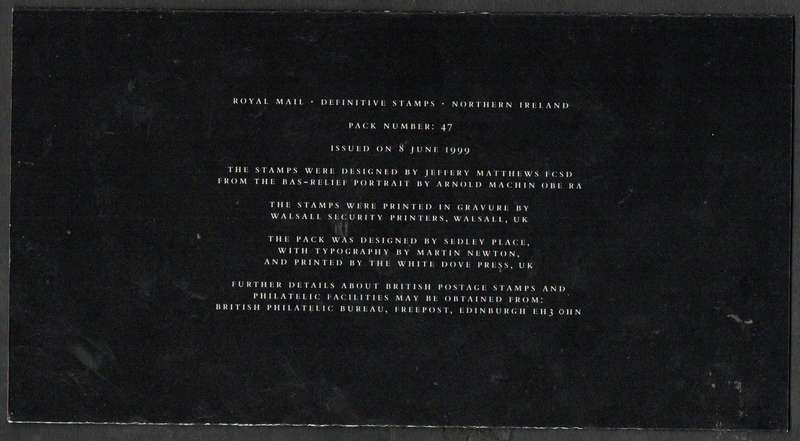 ROYAL MAIL · DEFINITIVE STAMPS · NORTHERN IRELAND
PACK NUMBER: 47
ISSUED ON 8 JUNE 1999
THE STAMPS WERE DESIGNED BY JEFFERY MATTHEWS FCSD
FROM THE BAS-RELIEF PORTRAIT BY ARNOLD MACHIN OBE RA
THE STAMPS WERE PRINTED IN GRAVURE BY
WALSALL SECURITY PRINTERS, WALSALL, UK
THE PACK WAS DESIGNED BY SEDLEY PLACE,
WITH TYPOGRAPHY BY MARTIN NEWTON,
AND PRINTED BY THE WHITE DOVE PRESS, UK
FURTHER DETAILS ABOUT BRITISH POSTAGE STAMPS AND
PHILATELIC FACILITIES MAY BE OBTAINED FROM:
BRITISH PHILATELIC BUREAU, FREEPOST, EDINBURGH EH3 0HN